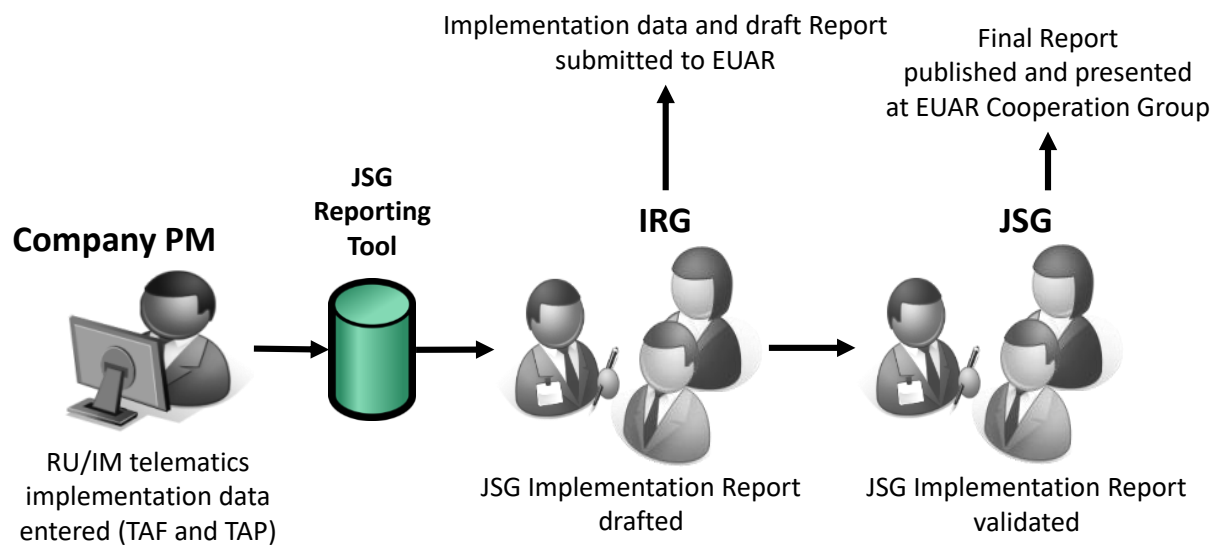 Implementation data and draft Report
submitted to EUAR
Final Report
published and presented
at EUAR Cooperation Group
JSG
Reporting
Tool
Company PM
IRG
JSG
RU/IM telematics
implementation data
entered (TAF and TAP)
JSG Implementation Report
drafted
JSG Implementation Report
validated